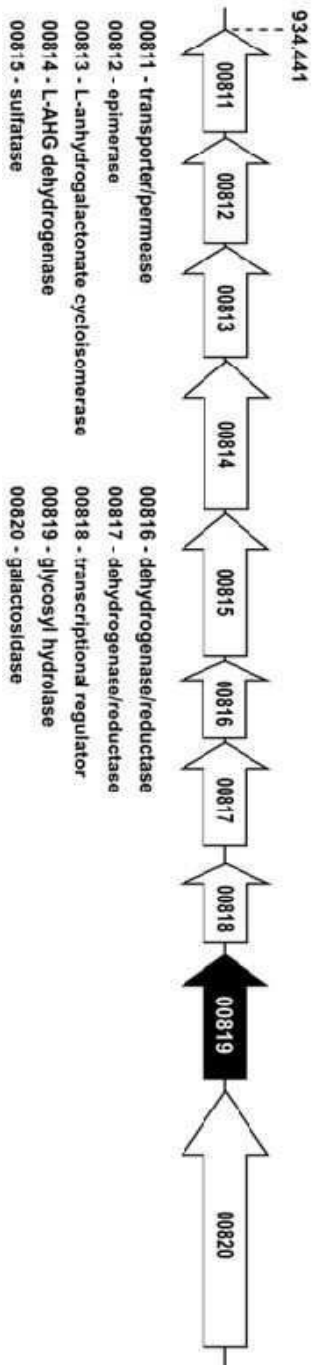 934.441
00811
00812
00813
00814
00815
00816
00817
00818
00819
00820
00811 - transporter/permease
00812 - epimerase
00813 - L-anhydrogalactonate cycloisomerase
00814 - L-AHG dehydrogenase
00815 - sulfatase
00816 - dehydrogenase/reductase
00817 - dehydrogenase/reductase
00818 - transcriptional regulator
00819 - glycosyl hydrolase
00820 - galactosidase